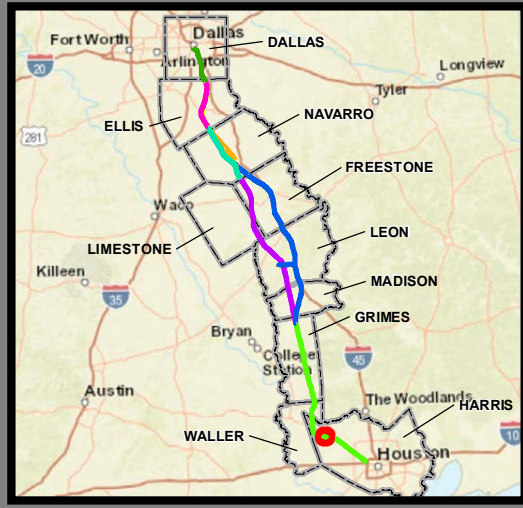 Fort Worth
Dallas
DALLAS
Arlington
20
Longview
Tyler
ELLIS
NAVARRO
281
FREESTONE
Waco
LEON
LIMESTONE
Killeen
MADISON
35
GRIMES
Bryan
College
Station
45
Austin
The Woodlands
HARRIS
WALLER
10
Houston